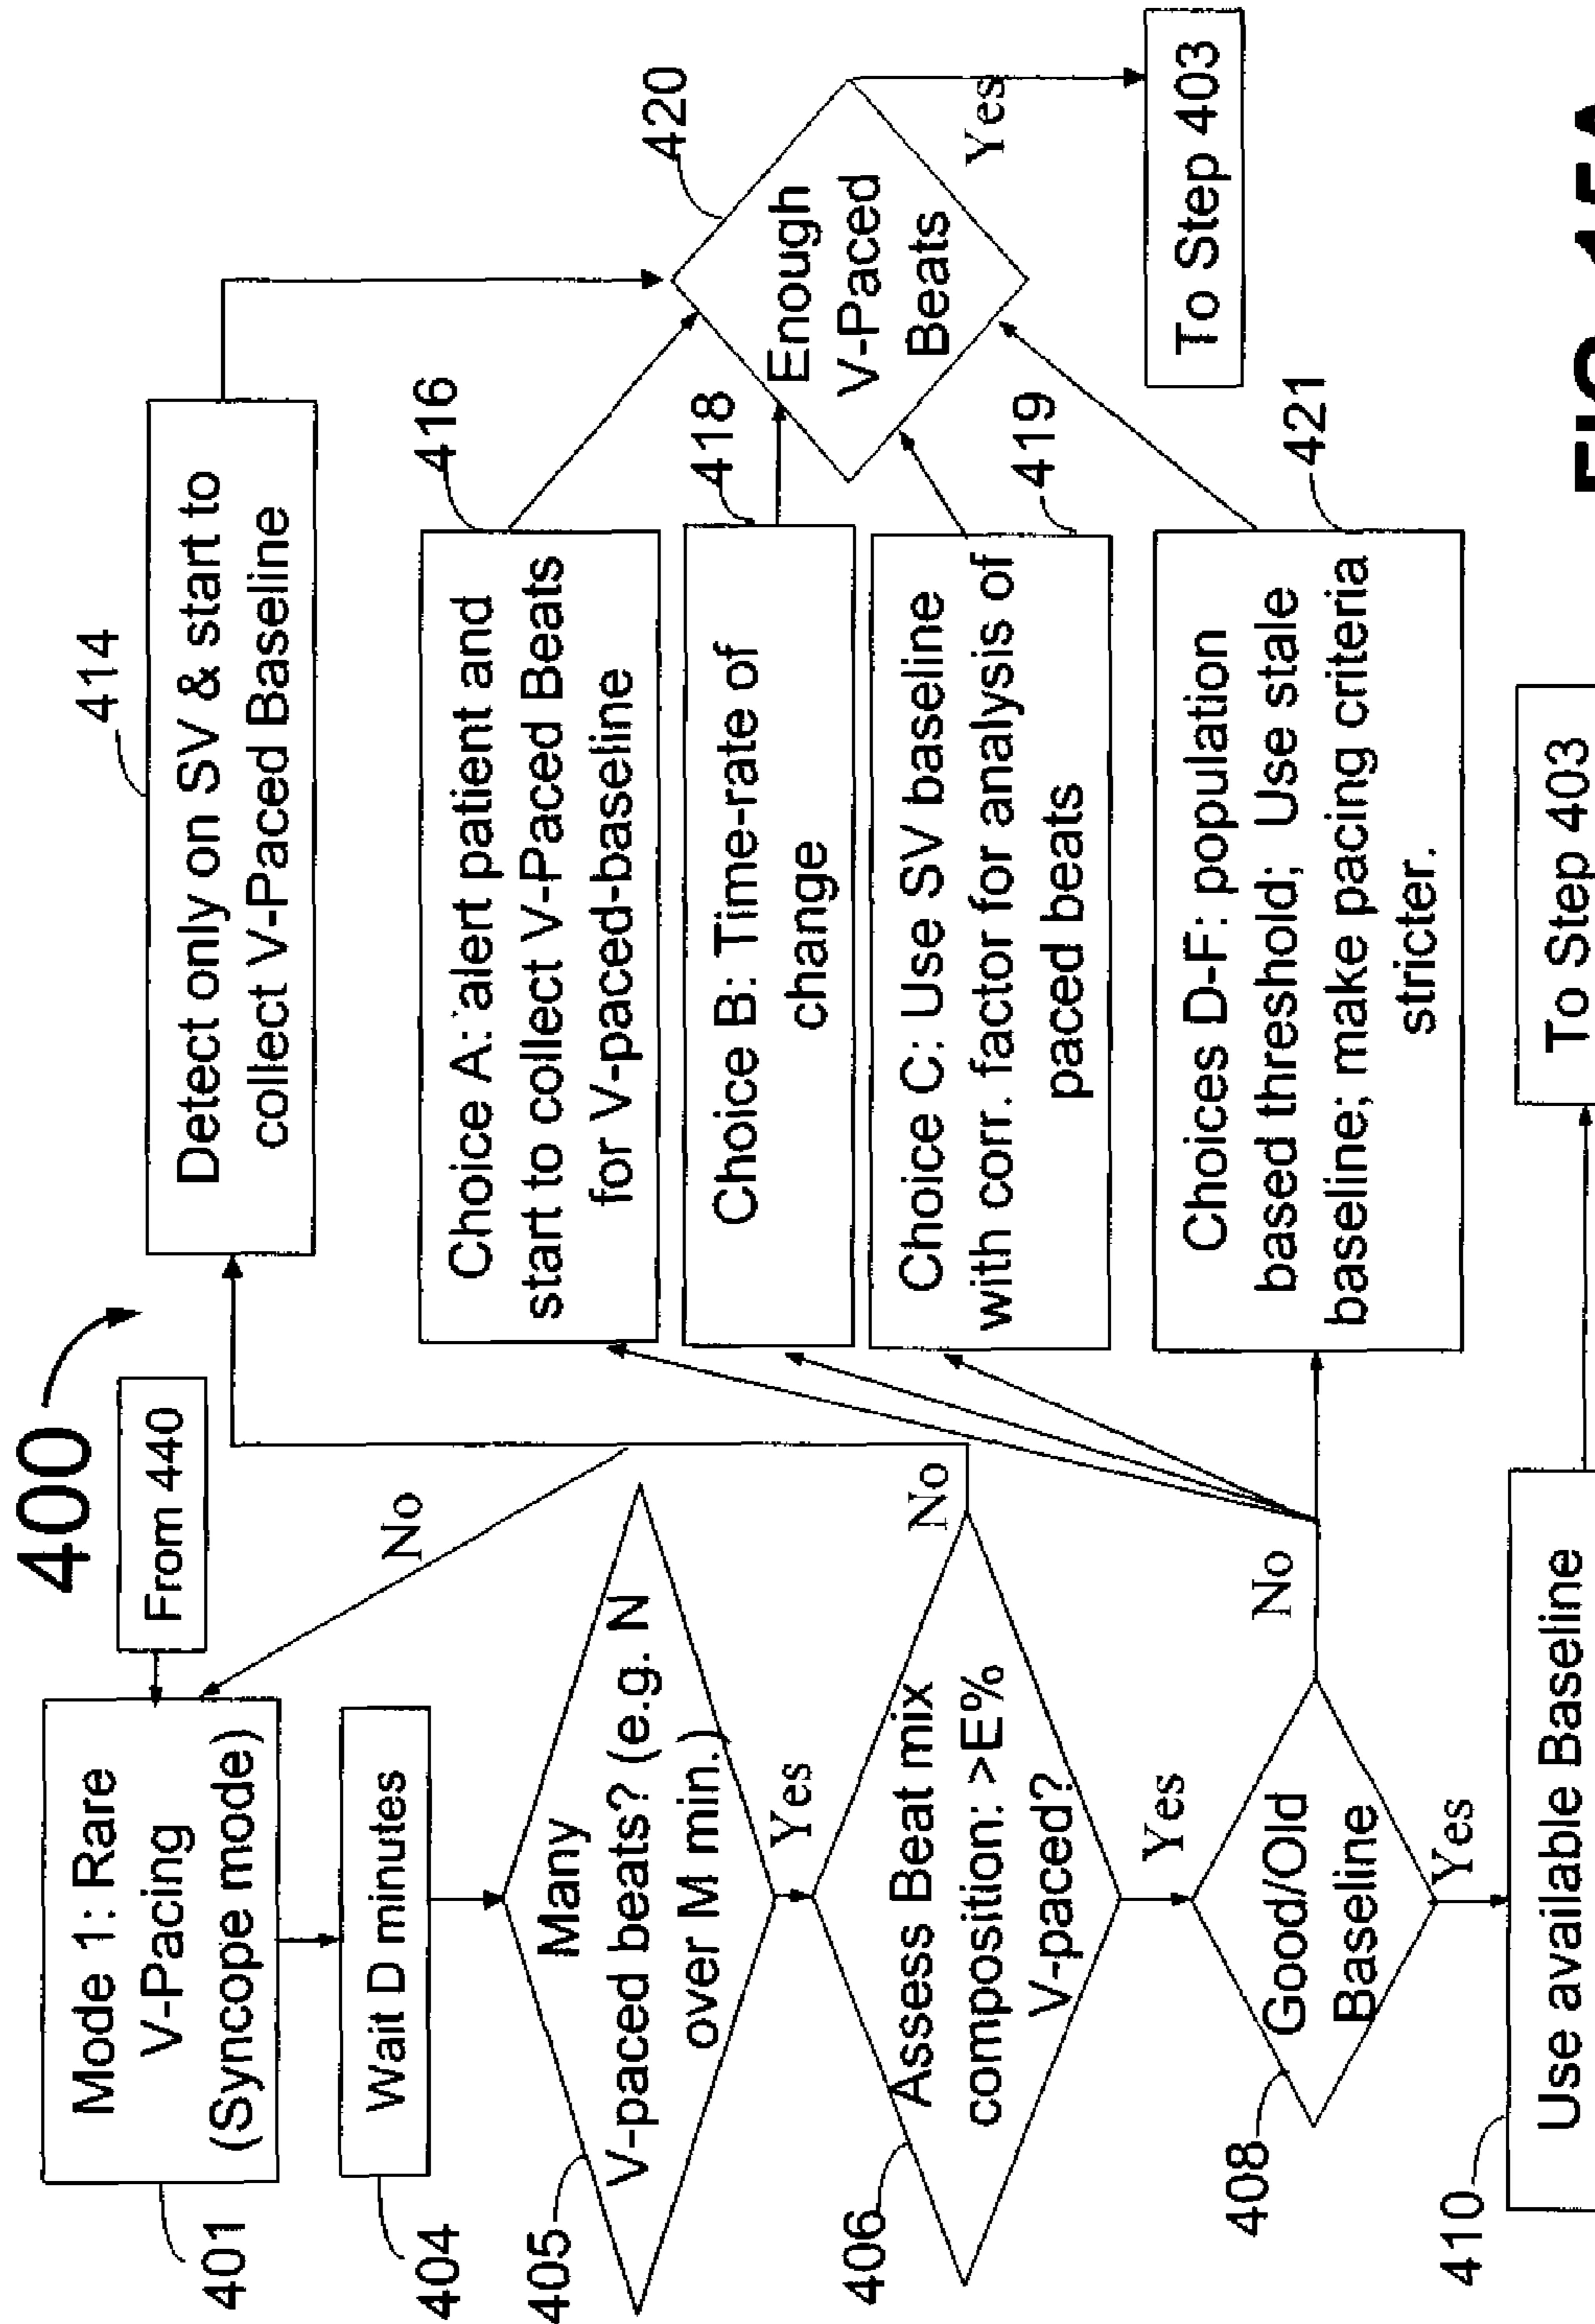 400
From 440
401
Mode 1: Rare
V-Pacing
(Syncope mode)
404
Wait D minutes
No
405
Many
V-paced beats? (e.g. N
over M min.)
Yes
406
Assess Beat mix
composition: >E%
V-paced?
No
Yes
408
Good/Old
Baseline
No
Yes
410
Use available Baseline
To Step 403
414
Detect only on SV & start to
collect V-Paced Baseline
416
Choice A: alert patient and
start to collect V-Paced Beats
for V-paced-baseline
418
Choice B: Time-rate of
change
419
Choice C: Use SV baseline
with corr. factor for analysis of
paced beats
421
Choices D-F: population
based threshold; Use stale
baseline; make pacing criteria
stricter.
420
Enough
V-Paced
Beats
Yes
To Step 403
FIG. 15A